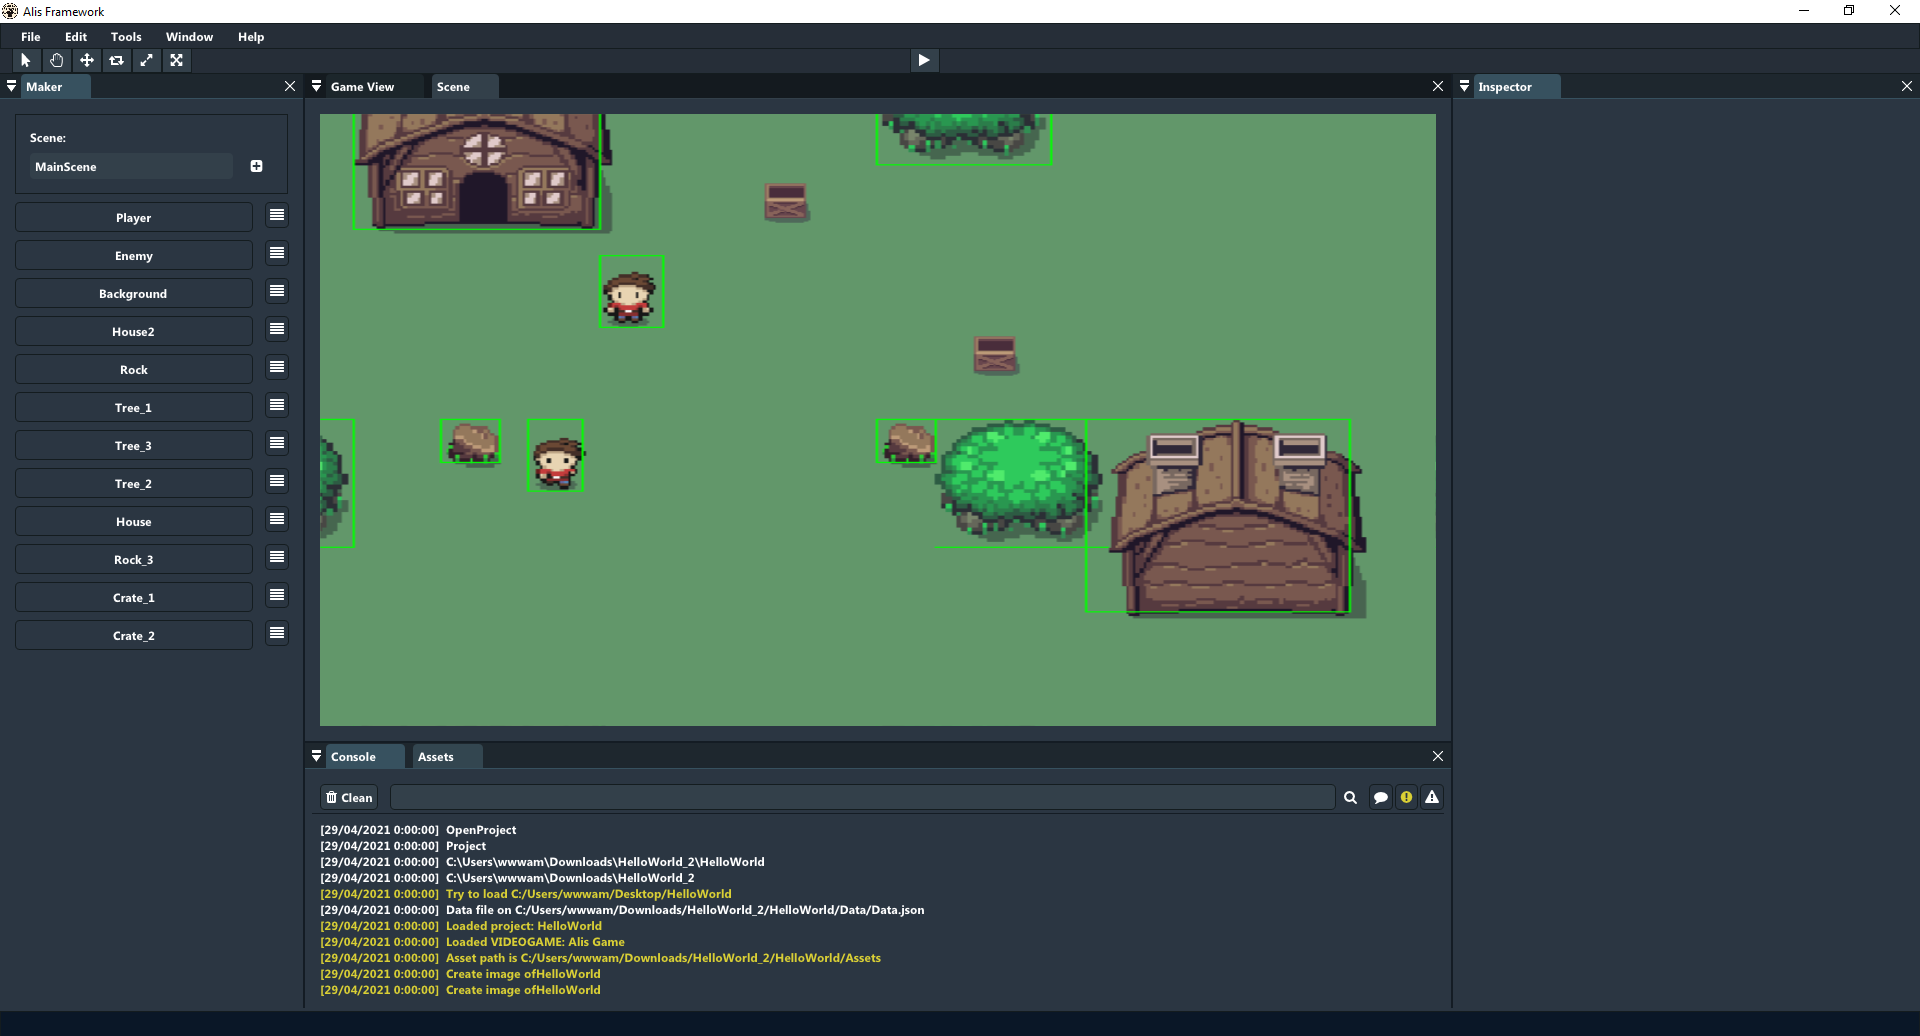 Alis Framework
File Edit Tools Window Help
Maker
Game View Scene
Inspector
Scene:
MainScene
Player
Enemy
Background
House2
Rock
Tree_1
Tree_3
Tree_2
House
Rock_3
Crate_1
Crate_2
Console Assets
Clean
[29/04/2021 0:00:00] OpenProject
[29/04/2021 0:00:00] Project
[29/04/2021 0:00:00] C:\Users\wwwam\Downloads\HelloWorld_2\HelloWorld
[29/04/2021 0:00:00] C:\Users\wwwam\Downloads\HelloWorld_2
[29/04/2021 0:00:00] Try to load C:/Users/wwwam/Desktop/HelloWorld
[29/04/2021 0:00:00] Data file on C:/Users/wwwam/Downloads/HelloWorld_2/HelloWorld/Data/Data.json
[29/04/2021 0:00:00] Loaded project: HelloWorld
[29/04/2021 0:00:00] Loaded VIDEOGAME: Alis Game
[29/04/2021 0:00:00] Asset path is C:/Users/wwwam/Downloads/HelloWorld_2/HelloWorld/Assets
[29/04/2021 0:00:00] Create image ofHelloWorld
[29/04/2021 0:00:00] Create image ofHelloWorld